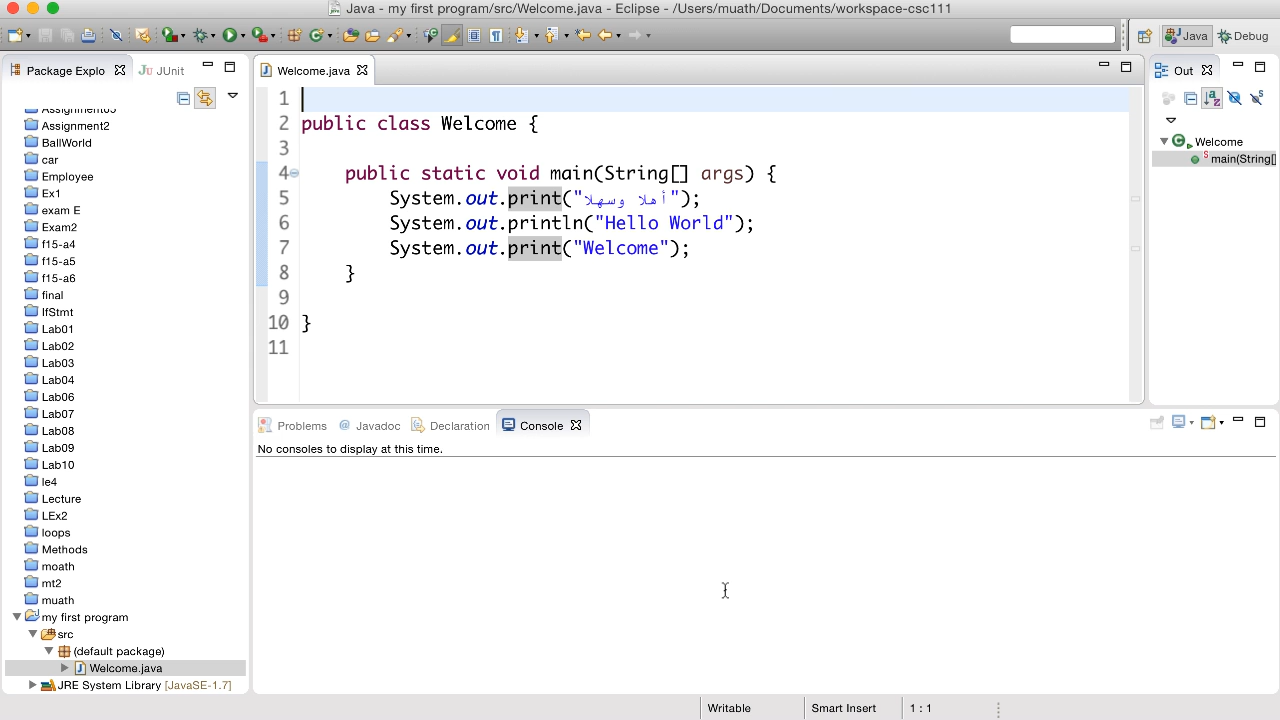 Java - my first program/src/Welcome.java - Eclipse - /Users/muath/Documents/workspace-csc111
Java
Debug
Package Explo
JUnit
Assignment2
BallWorld
car
Employee
Ex1
exam E
Exam2
f15-a4
f15-a5
f15-a6
final
IfStmt
Lab01
Lab02
Lab03
Lab04
Lab06
Lab07
Lab08
Lab09
Lab10
le4
Lecture
LEx2
loops
Methods
moath
mt2
muath
my first program
src
(default package)
Welcome.java
JRE System Library [JavaSE-1.7]
Welcome.java
1
2 public class Welcome {
3
4 public static void main(String[] args) {
5 System.out.print("أهلا وسهلا");
6 System.out.println("Hello World");
7 System.out.print("Welcome");
8 }
9
10 }
11
Out
Welcome
main(String[]
Problems
@ Javadoc
Declaration
Console
No consoles to display at this time.
Writable
Smart Insert
1 : 1